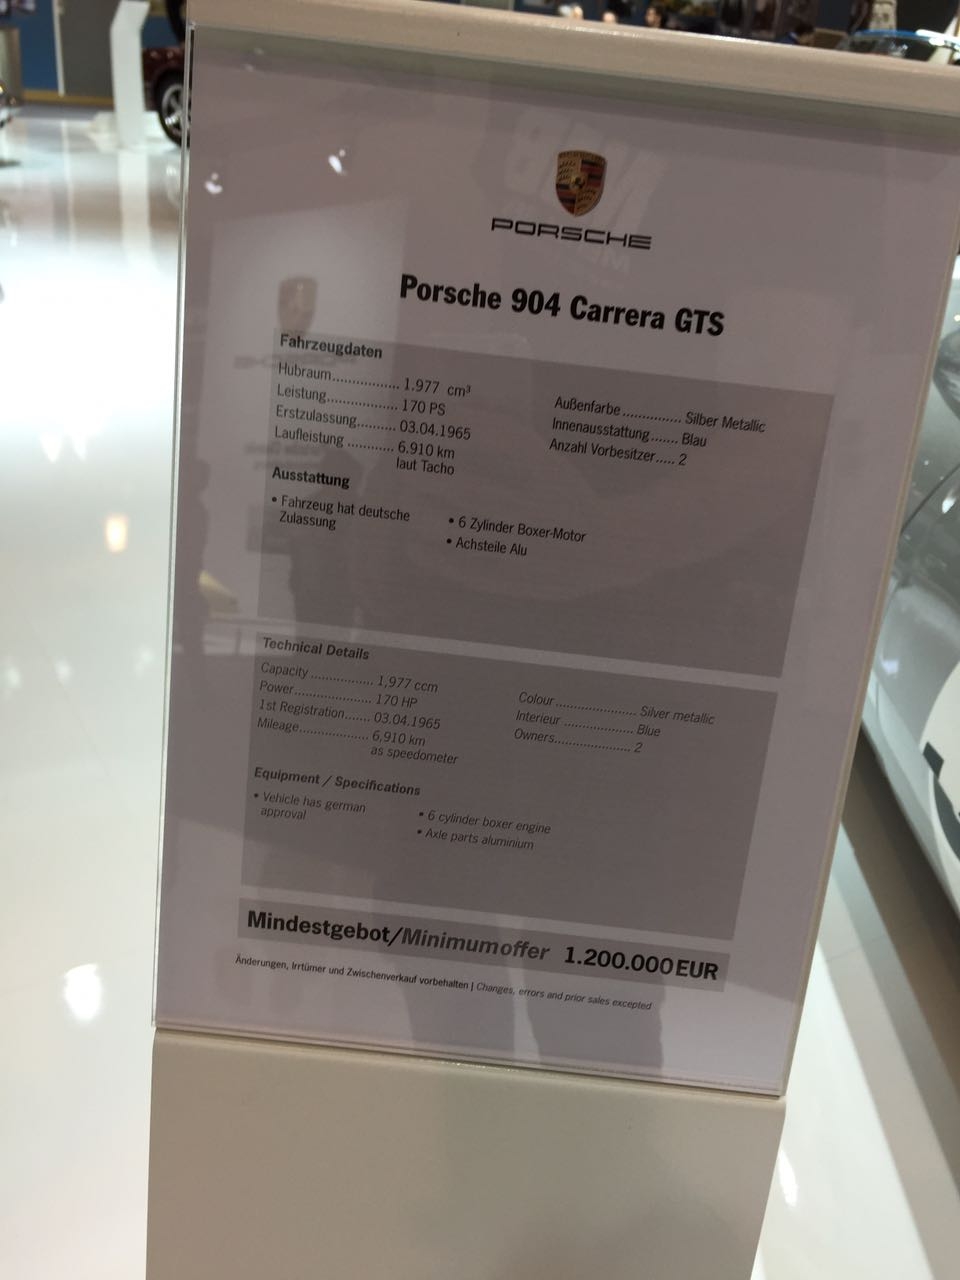 PORSCHE
Porsche 904 Carrera GTS
Fahrzeugdaten
Hubraum................ 1.977 cm³
Leistung................. 170 PS
Erstzulassung.......... 03.04.1965
Laufleistung ........... 6.910 km
laut Tacho
Außenfarbe .............. Silber Metallic
Innenausstattung....... Blau
Anzahl Vorbesitzer..... 2
Ausstattung
• Fahrzeug hat deutsche
Zulassung
• 6 Zylinder Boxer-Motor
• Achsteile Alu
Technical Details
Capacity ................ 1,977 ccm
Power.................... 170 HP
1st Registration....... 03.04.1965
Mileage.................. 6,910 km
as speedometer
Colour..................... Silver metallic
Interieur .................. Blue
Owners.................... 2
Equipment / Specifications
• Vehicle has german
approval
• 6 cylinder boxer engine
• Axle parts aluminium
Mindestgebot/Minimumoffer 1.200.000 EUR
Änderungen, Irrtümer und Zwischenverkauf vorbehalten | Changes, errors and prior sales excepted